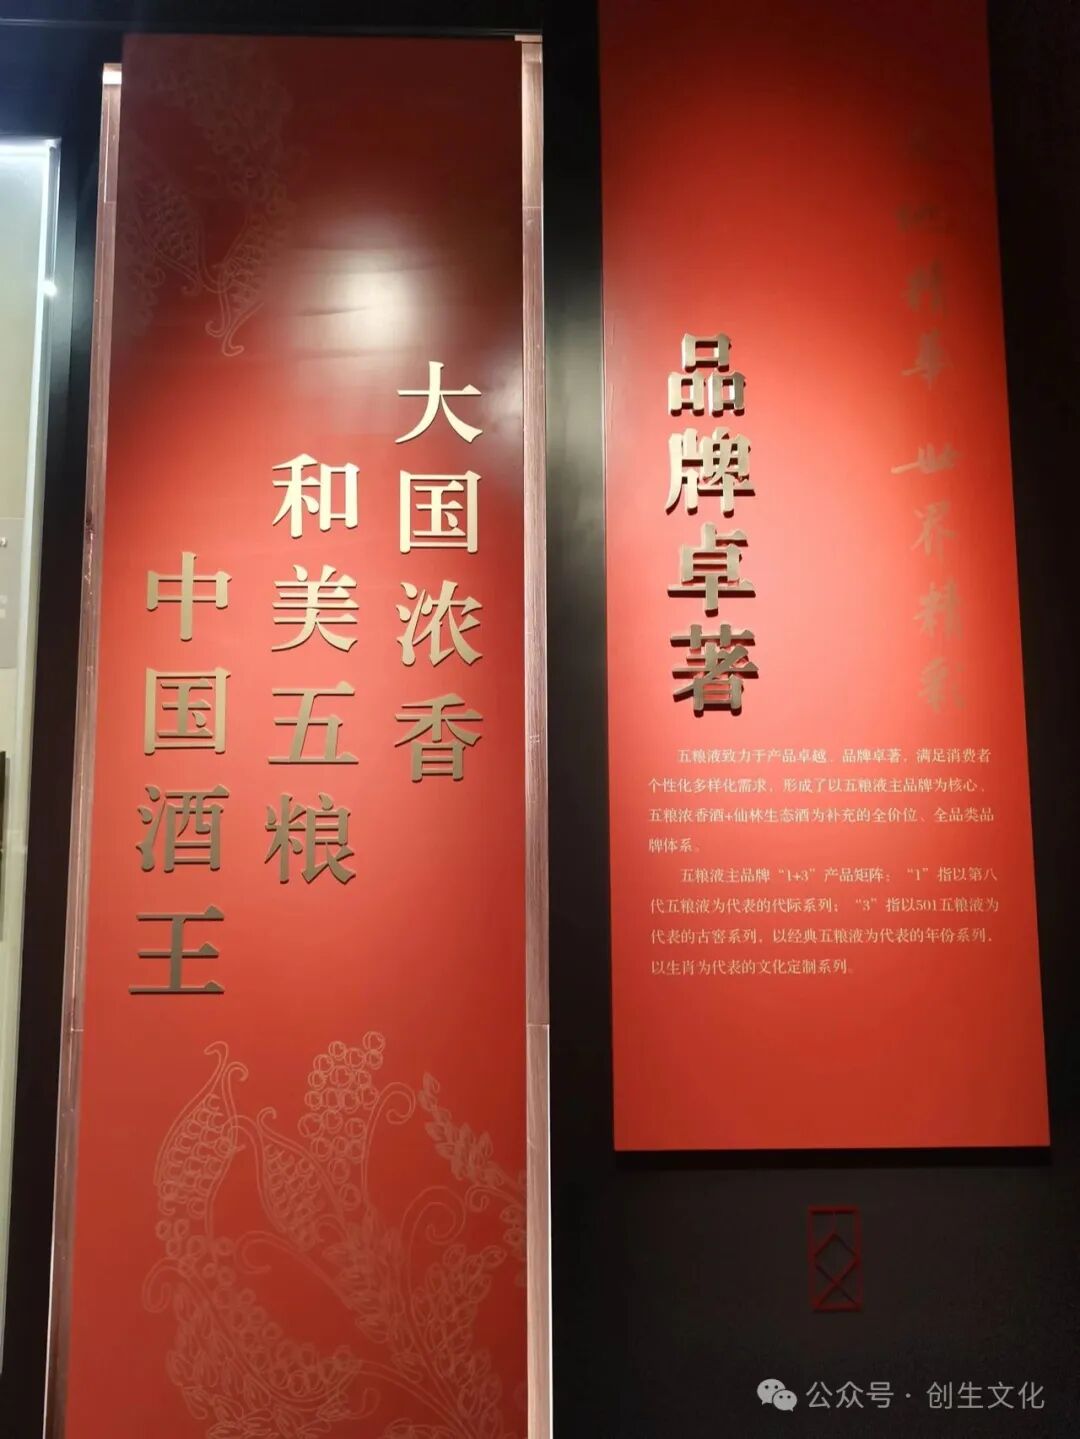 大国浓香
和美五粮
中国酒王
精華 世界精彩
品牌卓著
五粮液致力于产品卓越、品牌卓著，满足消费者
个性化多样化需求，形成了以五粮液主品牌为核心、
五粮浓香酒+仙林生态酒为补充的全价位、全品类品
牌体系。
五粮液主品牌“1+3”产品矩阵；“1”指以第八
代五粮液为代表的代际系列；“3”指以501五粮液为
代表的古窖系列，以经典五粮液为代表的年份系列，
以生肖为代表的文化定制系列。
公众号·创生文化